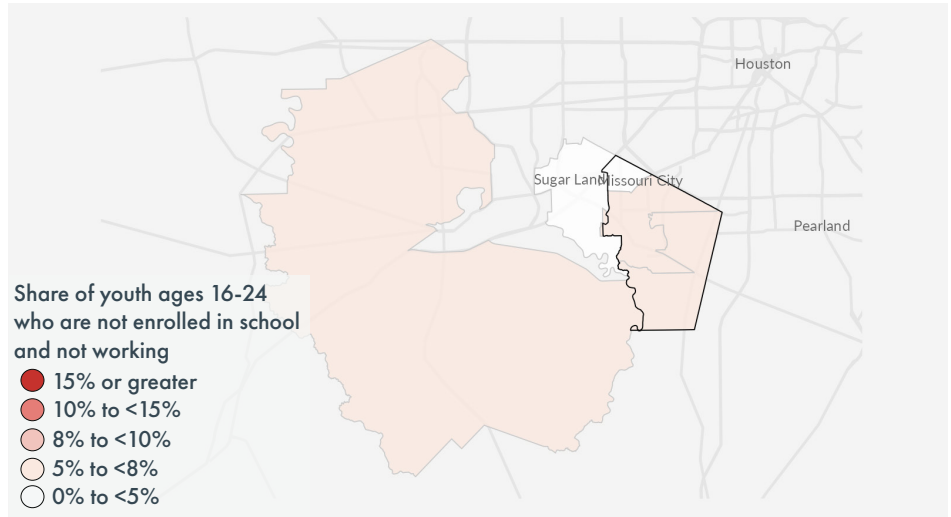 Houston
Sugar Land
Missouri City
Pearland
Share of youth ages 16-24
who are not enrolled in school
and not working
15% or greater
10% to <15%
8% to <10%
5% to <8%
0% to <5%